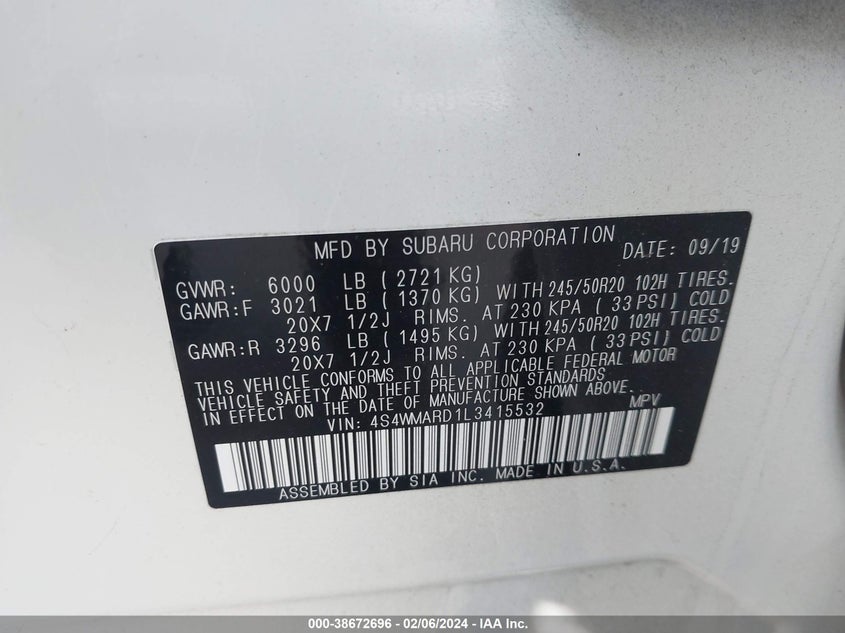 MFD BY SUBARU CORPORATION DATE: 09/19
GVWR: 6000 LB ( 2721 KG)
GAWR:F 3021 LB ( 1370 KG) WITH 245/50R20 102H TIRES.
20X7 1/2J RIMS. AT 230 KPA ( 33 PSI) COLD
GAWR:R 3296 LB ( 1495 KG) WITH 245/50R20 102H TIRES.
20X7 1/2J RIMS. AT 230 KPA ( 33 PSI) COLD
THIS VEHICLE CONFORMS TO ALL APPLICABLE FEDERAL MOTOR
VEHICLE SAFETY AND THEFT PREVENTION STANDARDS
IN EFFECT ON THE DATE OF MANUFACTURE SHOWN ABOVE.
VIN: 4S4WMARD1L3415532 MPV
ASSEMBLED BY SIA INC. MADE IN U.S.A.
000-38672696 - 02/06/2024 - IAA Inc.